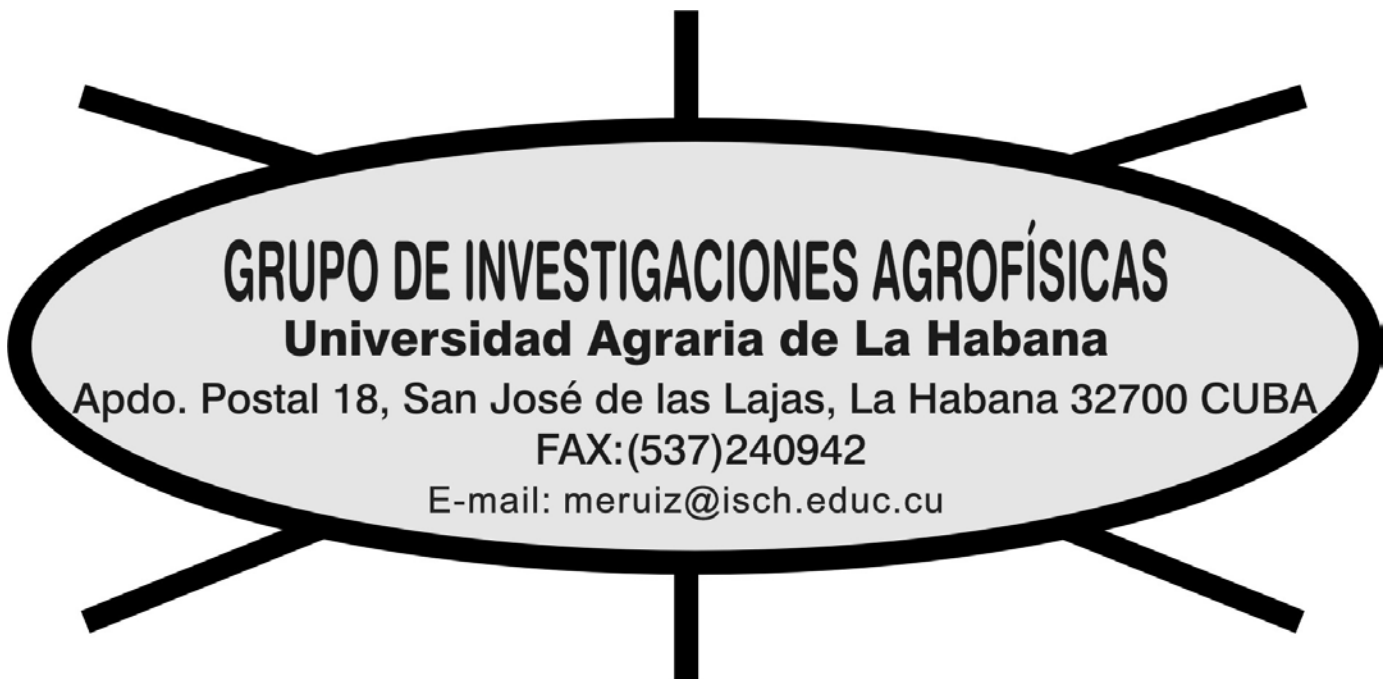 GRUPO DE INVESTIGACIONES AGROFÍSICAS
Universidad Agraria de La Habana
Apdo. Postal 18, San José de las Lajas, La Habana 32700 CUBA
FAX:(537)240942
E-mail: meruiz@isch.educ.cu